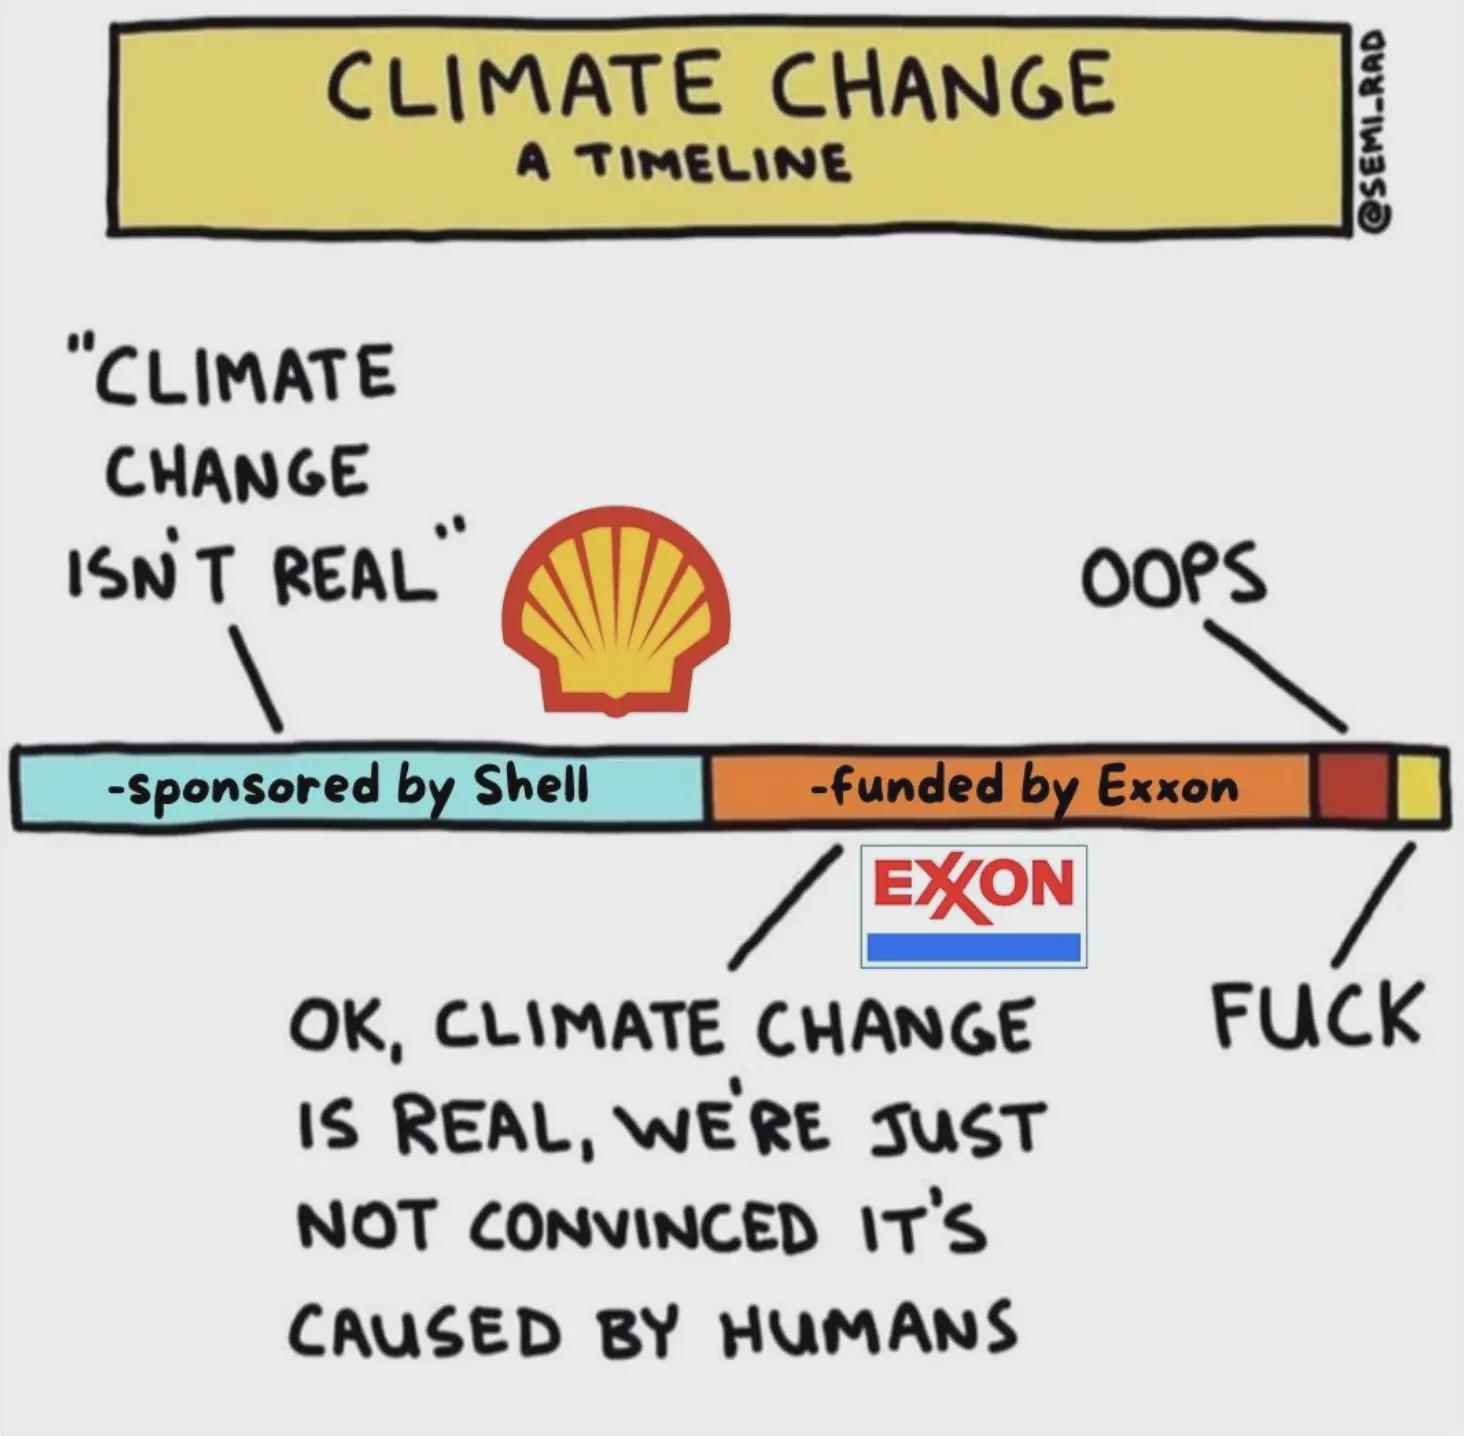 CLIMATE CHANGE
A TIMELINE
@SEMI_RAD
"CLIMATE
CHANGE
ISN'T REAL"
OOPS
-sponsored by Shell
-funded by Exxon
EXXON
OK, CLIMATE CHANGE
IS REAL, WE'RE JUST
NOT CONVINCED IT'S
CAUSED BY HUMANS
FUCK